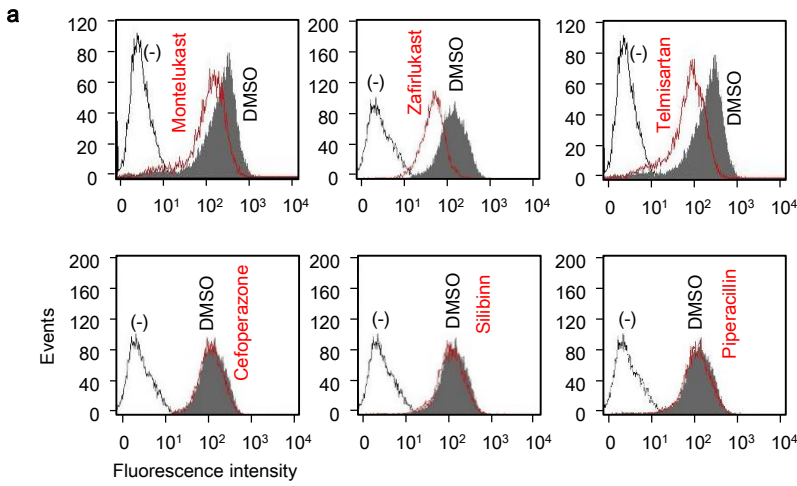 a
120
100
80
60
40
20
0
(-)
Montelukast
DMSO
0 10¹ 10² 10³ 10⁴
200
160
120
80
40
0
(-)
Zafirlukast
DMSO
0 10¹ 10² 10³ 10⁴
120
80
60
40
20
0
(-)
Telmisartan
DMSO
0 10¹ 10² 10³ 10⁴
Events
200
160
120
80
40
0
(-)
DMSO
Cefoperazone
0 10¹ 10² 10³ 10⁴
Fluorescence intensity
200
160
120
80
40
0
(-)
DMSO
Silibinn
0 10¹ 10² 10³ 10⁴
200
160
120
80
40
0
(-)
DMSO
Piperacillin
0 10¹ 10² 10³ 10⁴